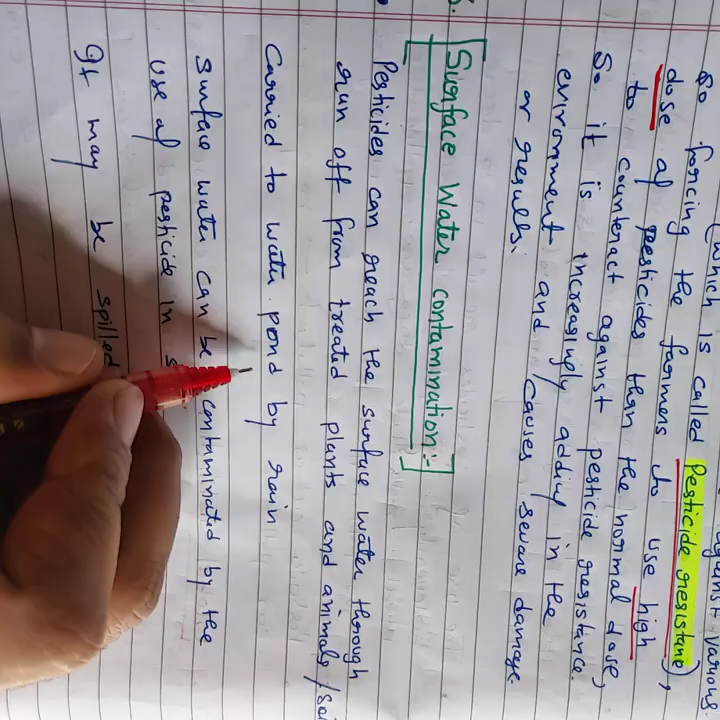 against various
(which is called Pesticide resistane),
so forcing the farmers to use high
dose of pesticides than the normal dose,
to counteract against pesticide resistance.
So it is increasingly adding in the
environment and causes severe damage
or results.
Surface Water contamination:-
Pesticides can reach the surface water thorough
run off from treated plants and animals /
Carried to water pond by rain
Surface water can be contaminated by the
use of pesticide in
It may be spilled